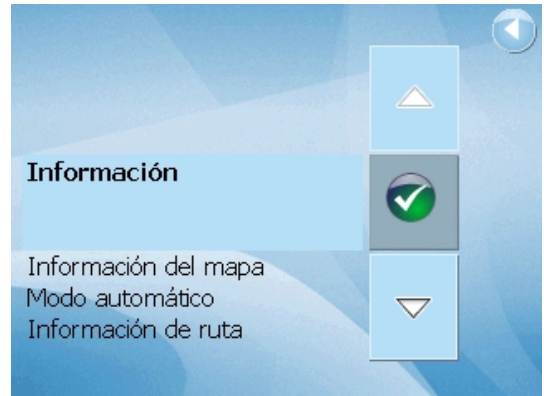 Información
Información del mapa
Modo automático
Información de ruta